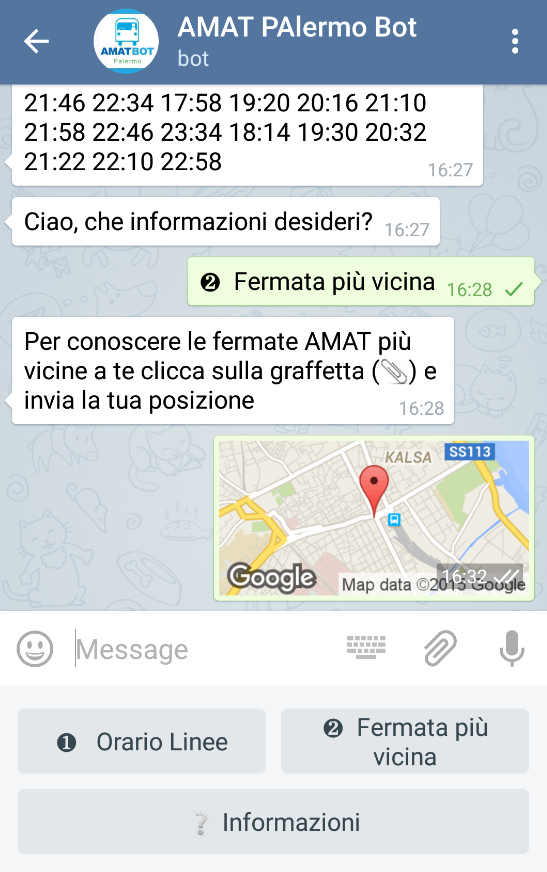 AMAT PAlermo Bot
bot
AMATBOT
Palermo
21:46 22:34 17:58 19:20 20:16 21:10
21:58 22:46 23:34 18:14 19:30 20:32
21:22 22:10 22:58
16:27
Ciao, che informazioni desideri? 16:27
❷ Fermata più vicina 16:28
Per conoscere le fermate AMAT più
vicine a te clicca sulla graffetta (📎) e
invia la tua posizione
16:28
KALSA
SS113
16:32
Google
Map data ©2015 Google
Message
❶ Orario Linee
❷ Fermata più
vicina
❔ Informazioni